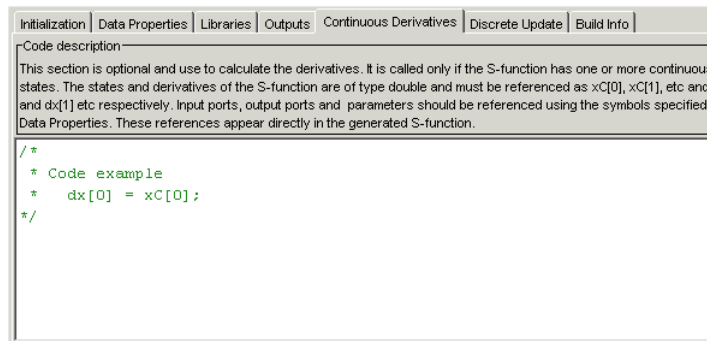 Initialization Data Properties Libraries Outputs Continuous Derivatives Discrete Update Build Info
Code description
This section is optional and use to calculate the derivatives. It is called only if the S-function has one or more continuou
states. The states and derivatives of the S-function are of type double and must be referenced as xC[0], xC[1], etc and
and dx[1] etc respectively. Input ports, output ports and parameters should be referenced using the symbols specified
Data Properties. These references appear directly in the generated S-function.
/*
* Code example
* dx[0] = xC[0];
*/